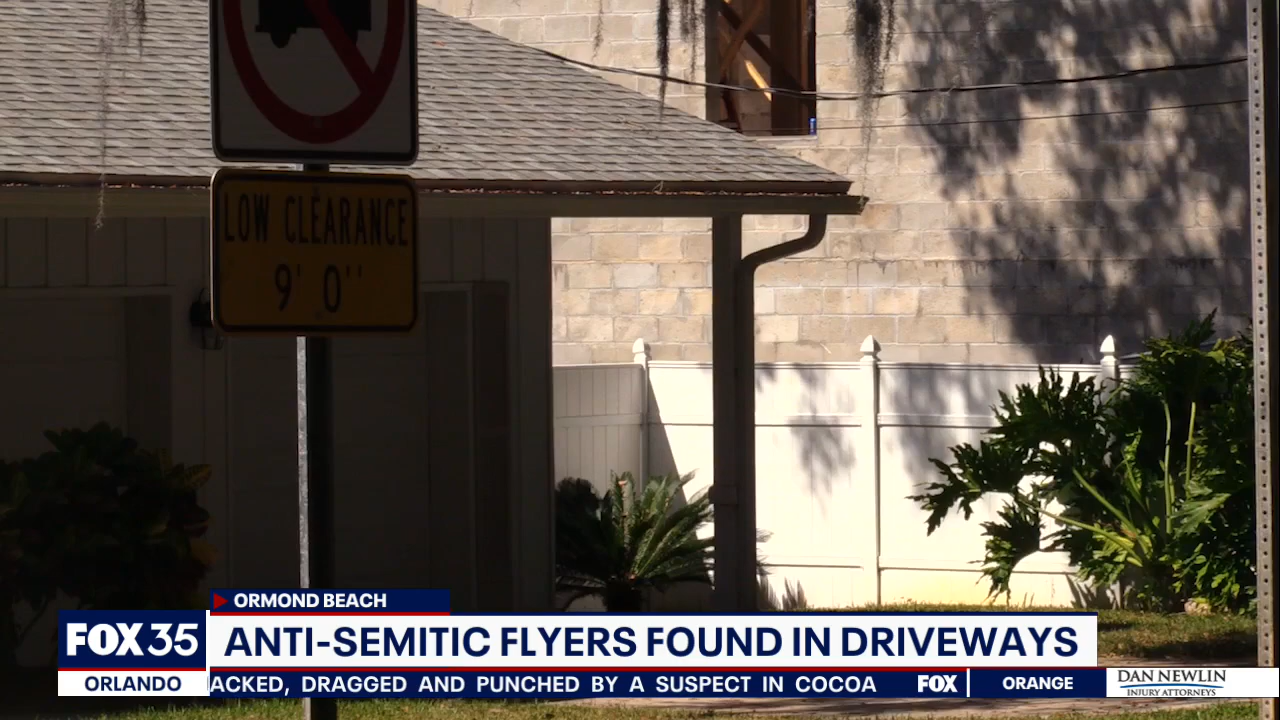 LOW CLEARANCE
9' 0"
ORMOND BEACH
FOX 35
ANTI-SEMITIC FLYERS FOUND IN DRIVEWAYS
ORLANDO
DRAGGED AND PUNCHED BY A SUSPECT IN COCOA
FOX
ORANGE
DAN NEWLIN
INJURY ATTORNEYS